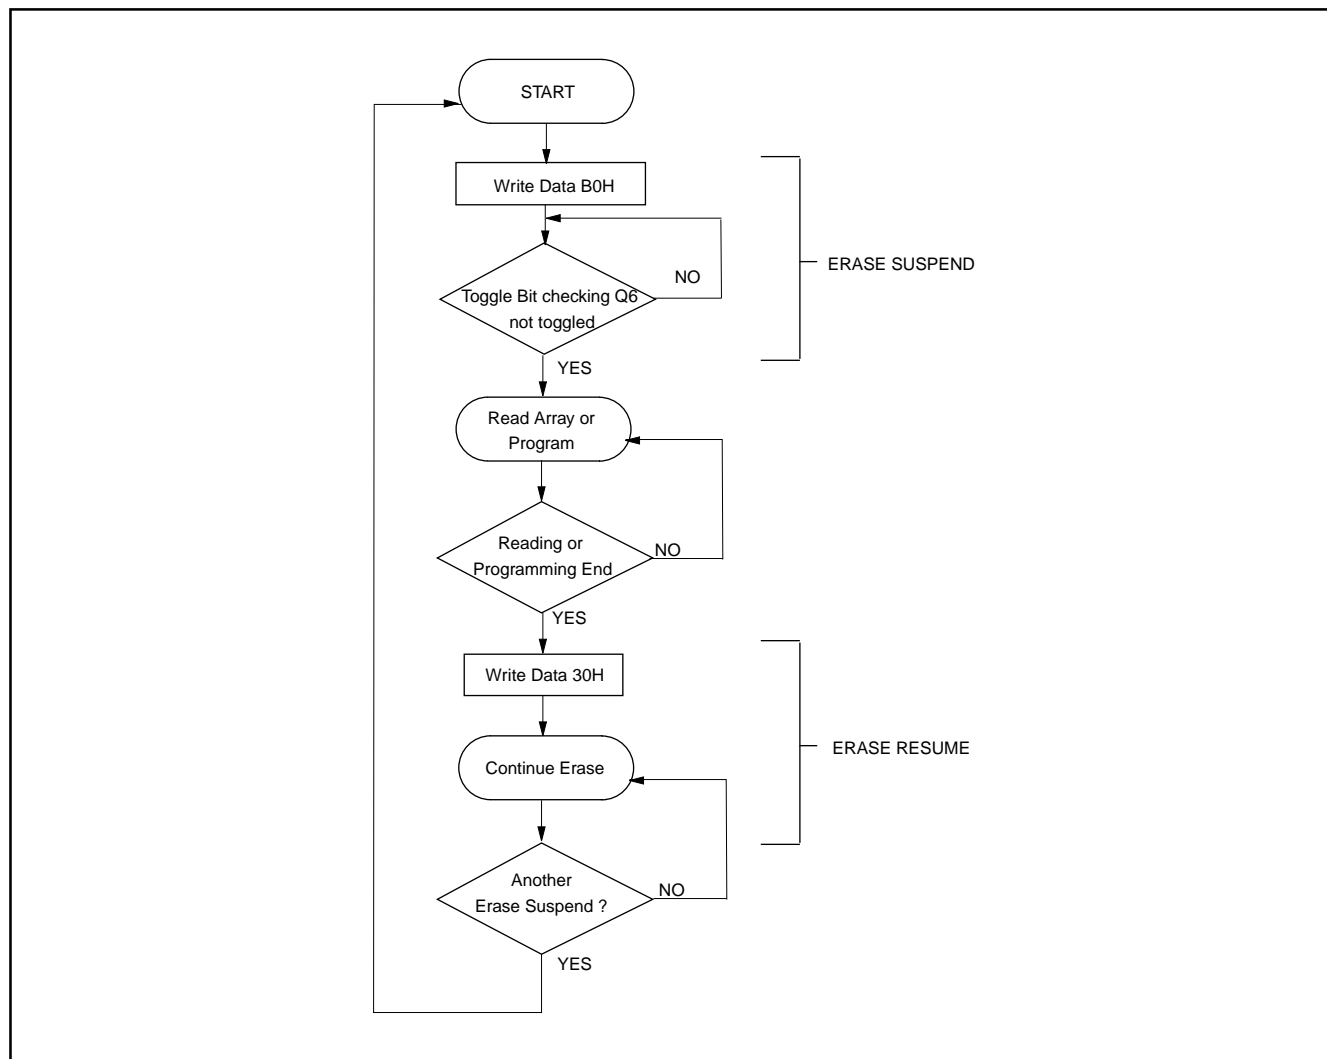 START
Write Data B0H
ERASE SUSPEND
NO
Toggle Bit checking Q6
not toggled
YES
Read Array or
Program
Reading or
NO
Programming End
YES
Write Data 30H
ERASE RESUME
Continue Erase
Another
NO
Erase Suspend ?
YES